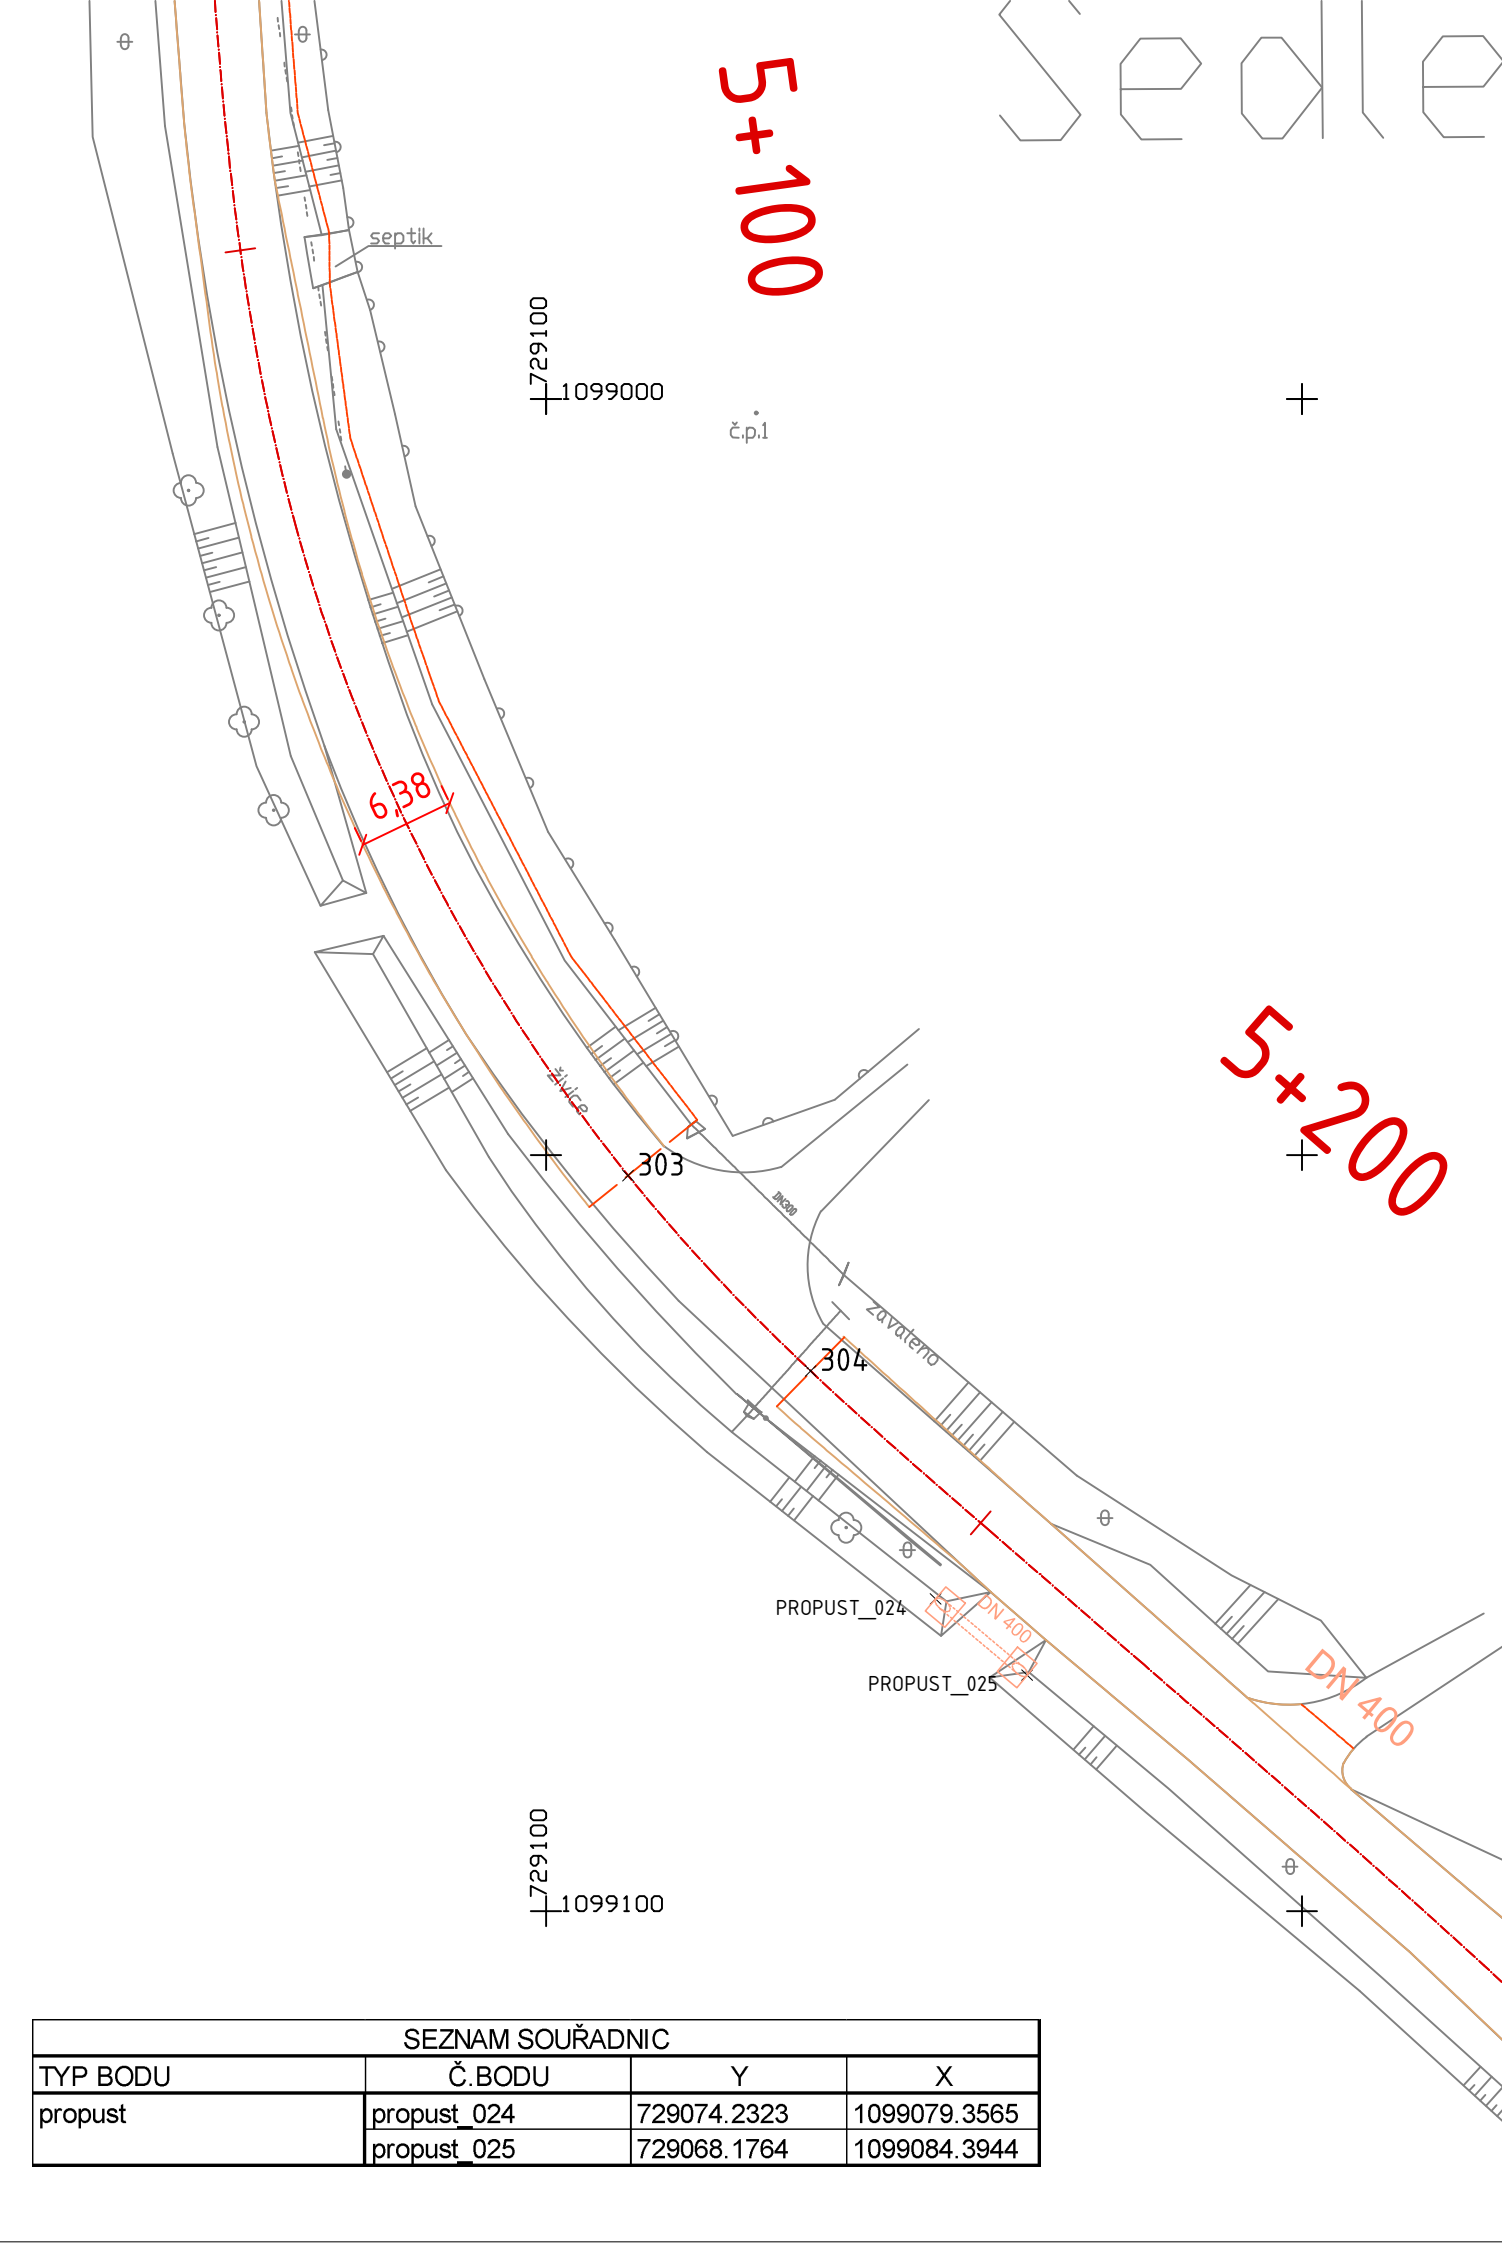 Sedle
5+100
septik
729100
1099000
č.p.1
6,38
5+200
živice
303
DN300
zavaleno
304
PROPUST_024
DN 400
PROPUST_025
DN 400
729100
1099100
SEZNAM SOUŘADNIC
TYP BODU Č.BODU Y X
propust propust_024 729074.2323 1099079.3565
propust_025 729068.1764 1099084.3944